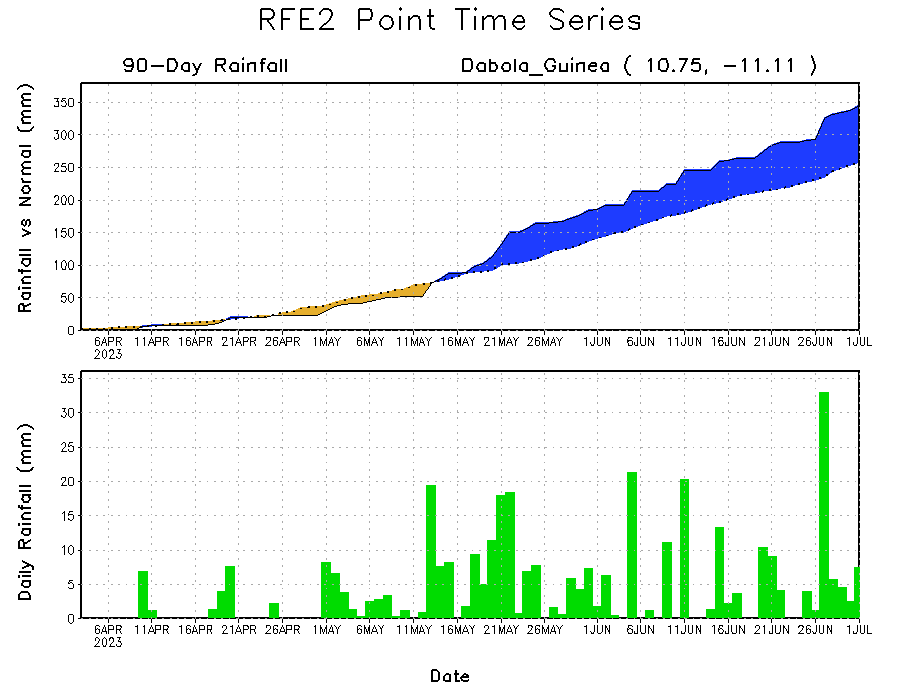 RFE2 Point Time Series
90-Day Rainfall
Dabola_Guinea ( 10.75, -11.11 )
Rainfall vs Normal (mm)
350
300
250
200
150
100
50
0
6APR 11APR 16APR 21APR 26APR 1MAY 6MAY 11MAY 16MAY 21MAY 26MAY 1JUN 6JUN 11JUN 16JUN 21JUN 26JUN 1JUL
2023
Daily Rainfall (mm)
35
30
25
20
15
10
5
0
6APR 11APR 16APR 21APR 26APR 1MAY 6MAY 11MAY 16MAY 21MAY 26MAY 1JUN 6JUN 11JUN 16JUN 21JUN 26JUN 1JUL
2023
Date